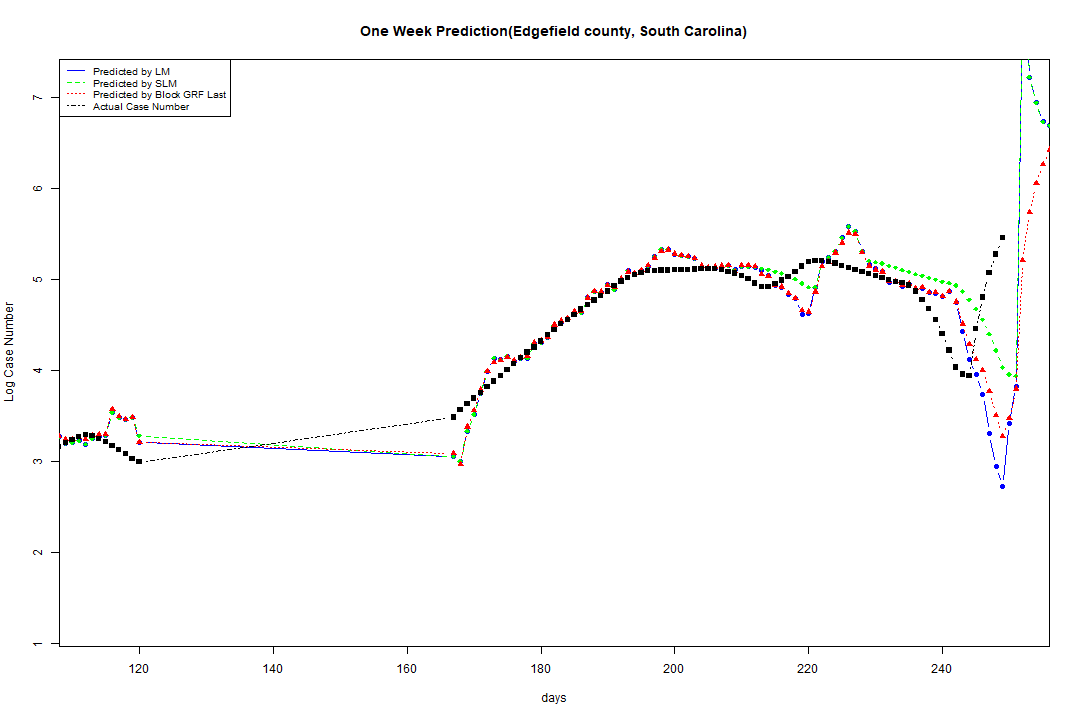 One Week Prediction(Edgefield county, South Carolina)
Predicted by LM
Predicted by SLM
Predicted by Block GRF Last
Actual Case Number
Log Case Number
7
6
5
4
3
2
1
120 140 160 180 200 220 240
days